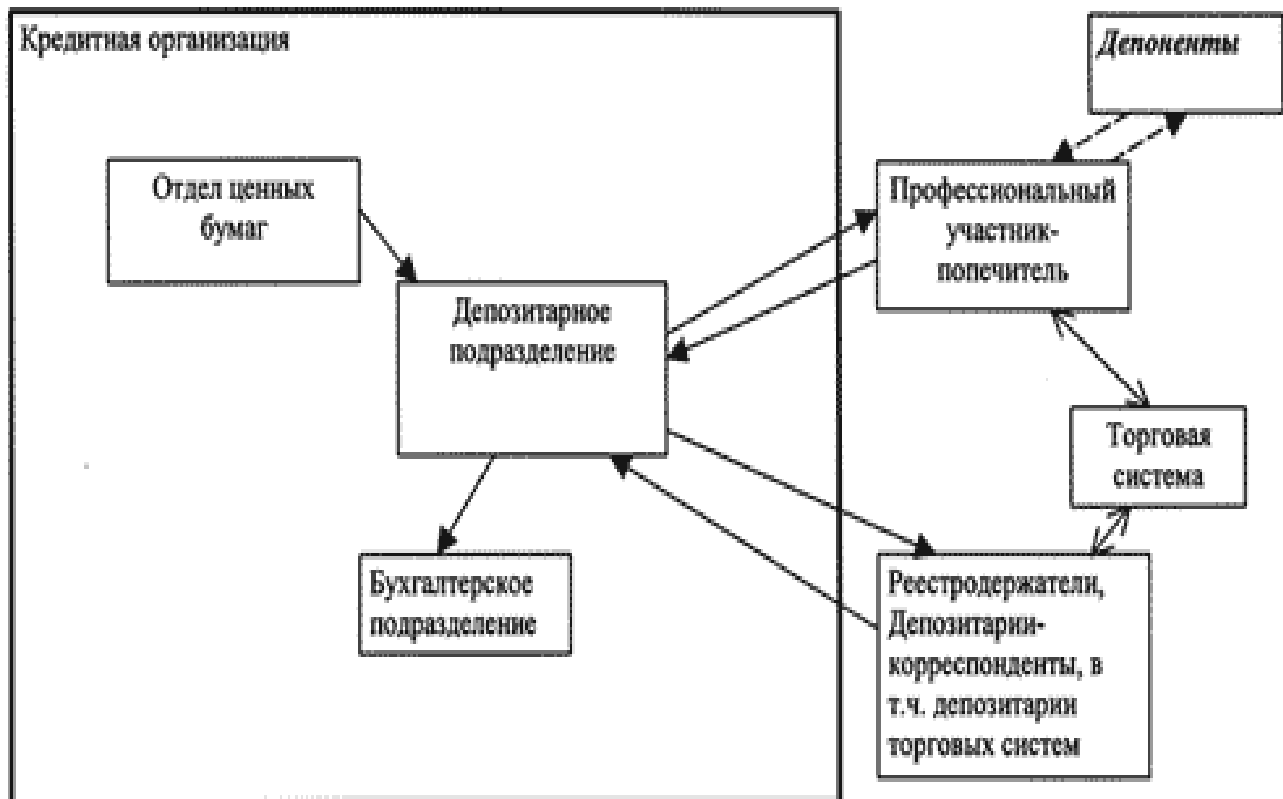 Кредитная организация
Депоненты
Отдел ценных
бумаг
Профессиональный
участник-
попечитель
Депозитарное
подразделение
Торговая
система
Бухгалтерское
подразделение
Реестродержатели,
Депозитарии-
корреспонденты, в
т.ч. депозитарии
торговых систем